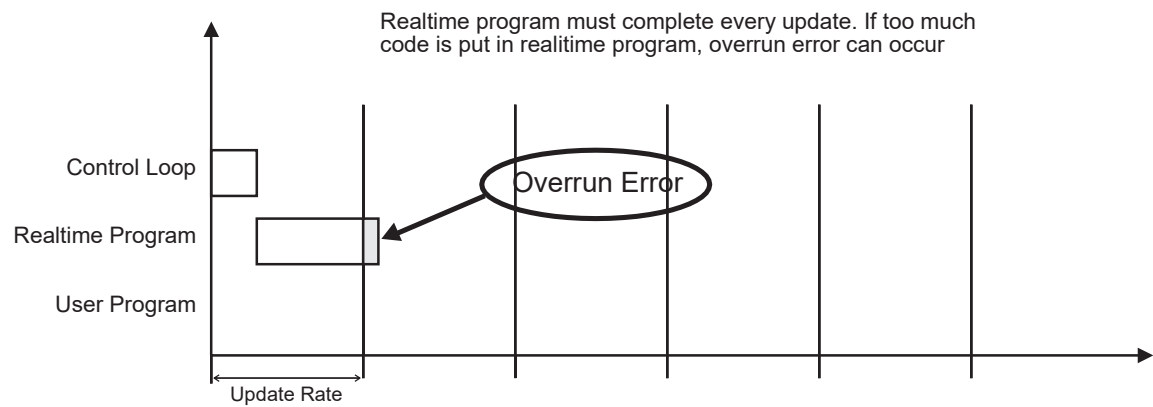 Realtime program must complete every update. If too much
code is put in realitime program, overrun error can occur
Control Loop
Overrun Error
Realtime Program
User Program
Update Rate